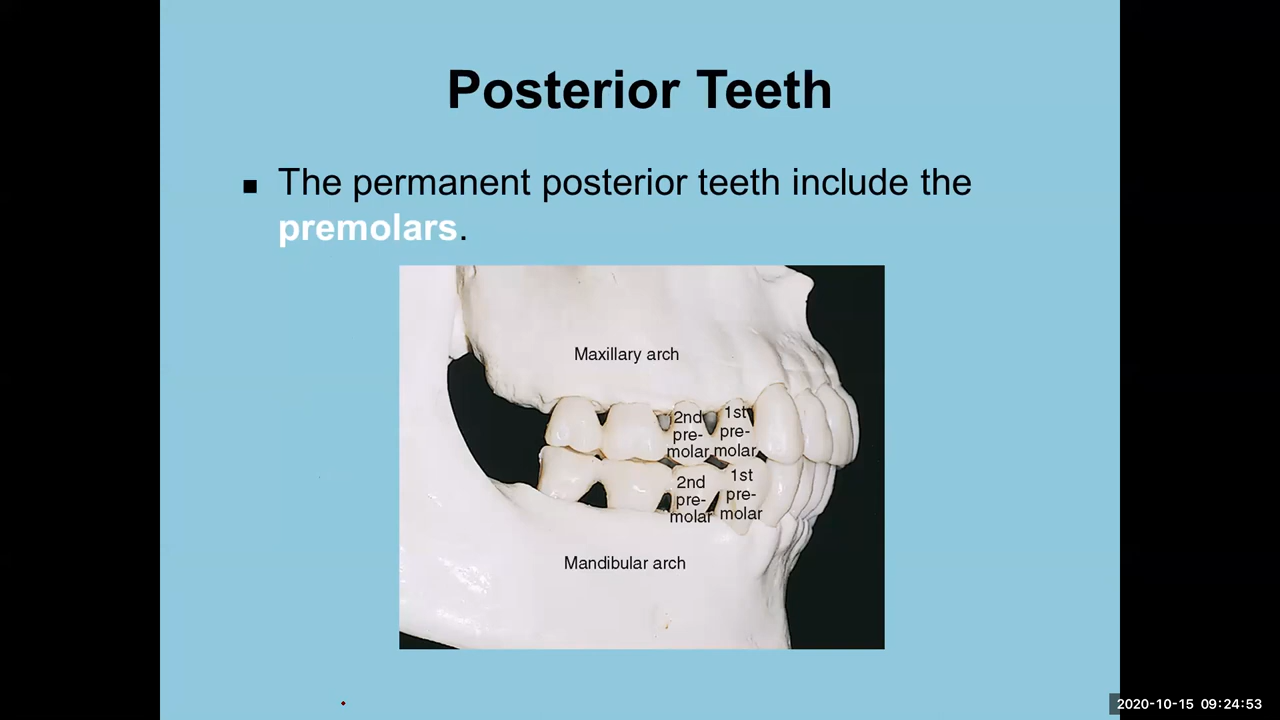 Posterior Teeth
■ The permanent posterior teeth include the
premolars.
Maxillary arch
2nd
pre-
molar
1st
pre-
molar
2nd
pre-
molar
1st
pre-
molar
Mandibular arch
2020-10-15 09:24:53